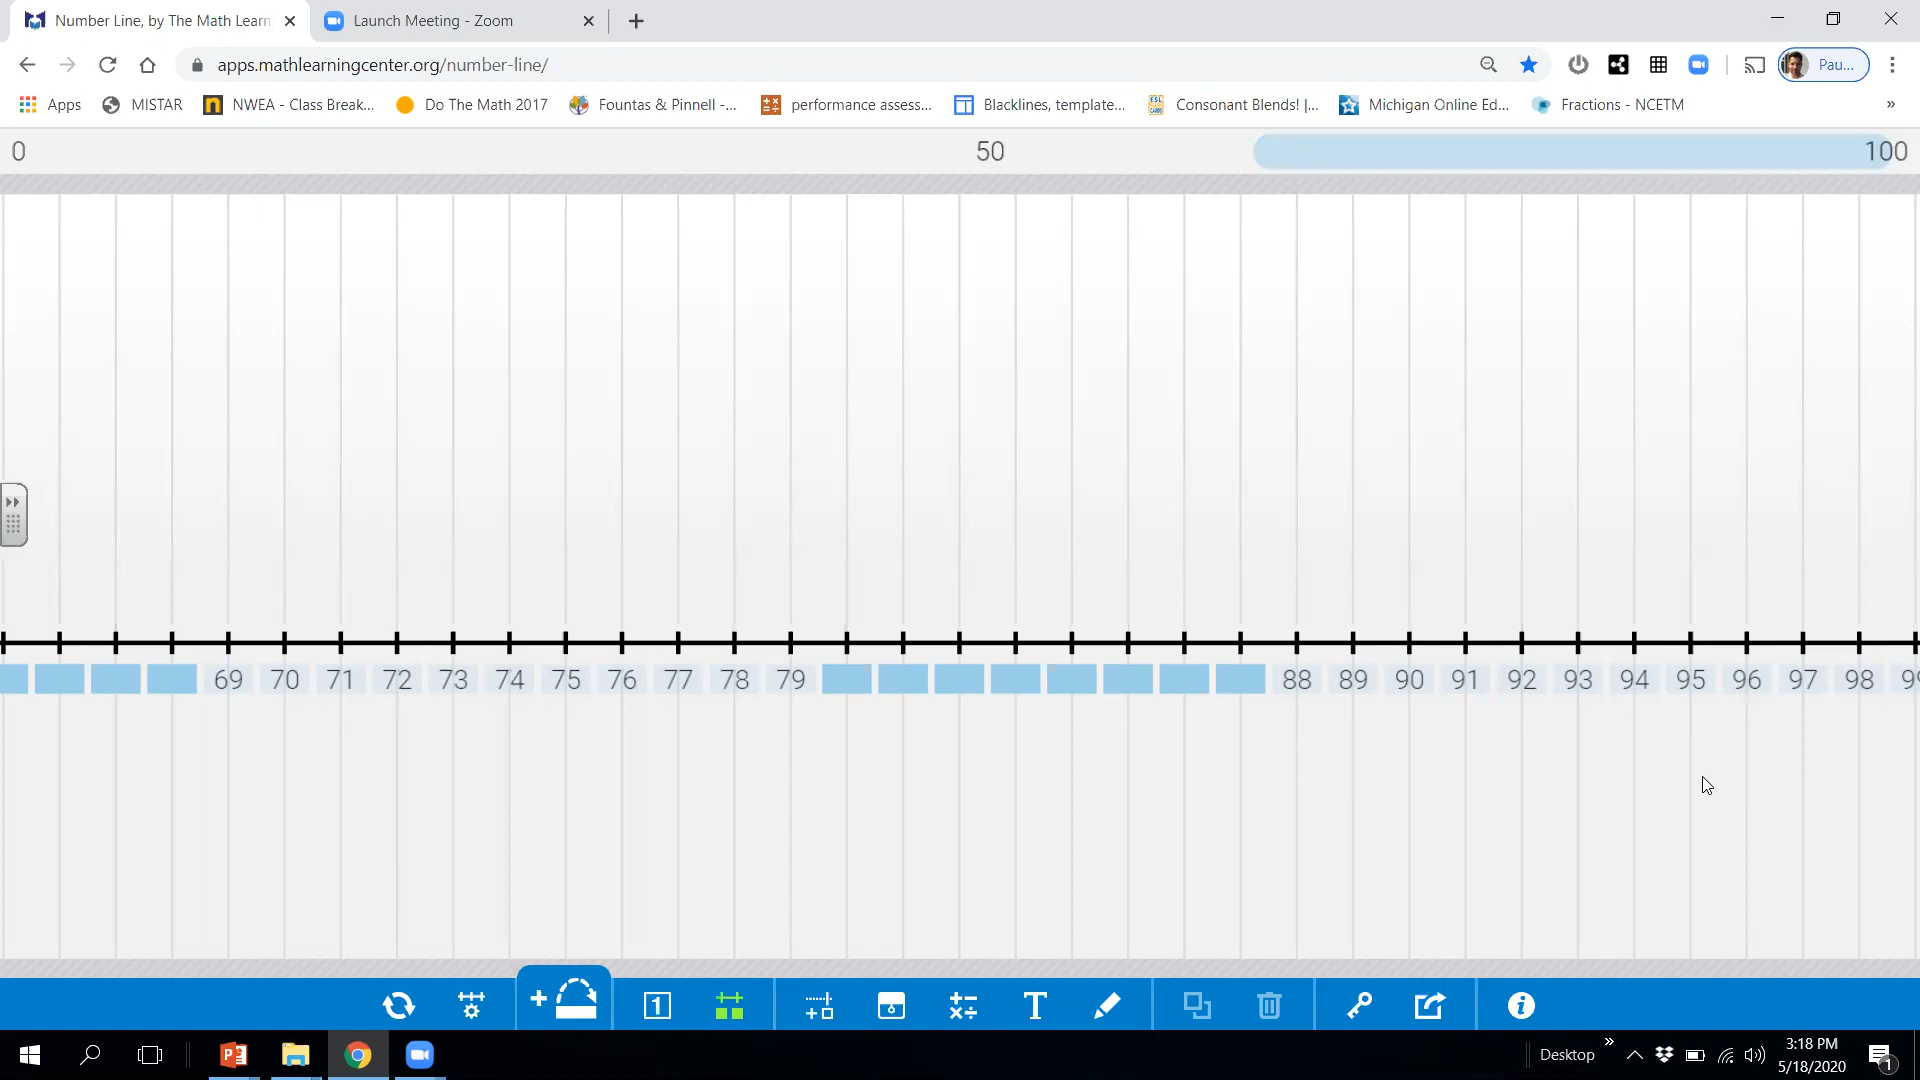 Number Line, by The Math Learn
Launch Meeting - Zoom
apps.mathlearningcenter.org/number-line/
Pau...
Apps MISTAR NWEA - Class Break... Do The Math 2017 Fountas & Pinnell -... performance assess... Blacklines, template... Consonant Blends! |... Michigan Online Ed... Fractions - NCETM »
0 50 100
69 70 71 72 73 74 75 76 77 78 79 88 89 90 91 92 93 94 95 96 97 98 99
1 T i
Desktop » 3:18 PM
5/18/2020
1